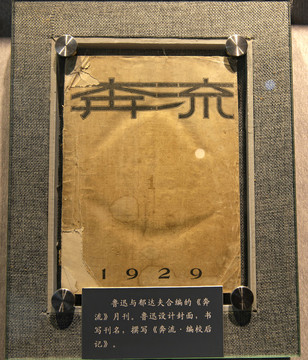 奔流
1929
鲁迅与郁达夫合编的《奔
流》月刊。鲁迅设计封面，书
写刊名，撰写《奔流·编校后
记》。